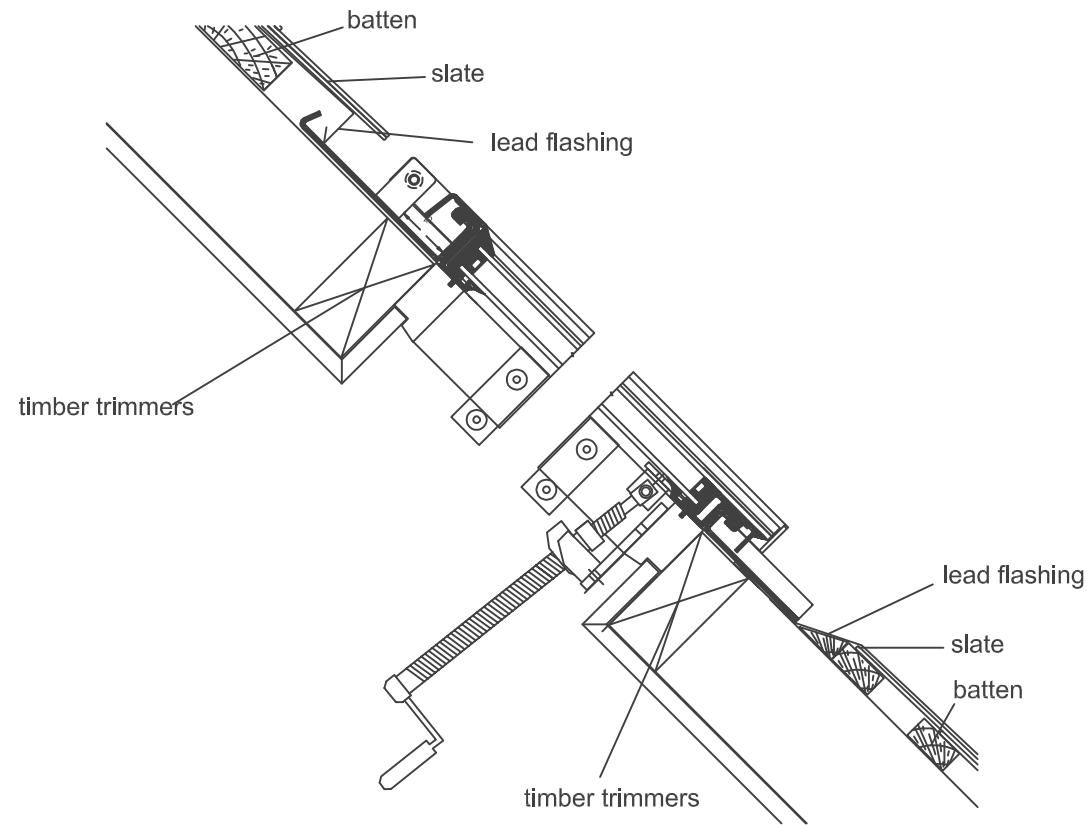 batten
slate
lead flashing
timber trimmers
lead flashing
slate
batten
timber trimmers